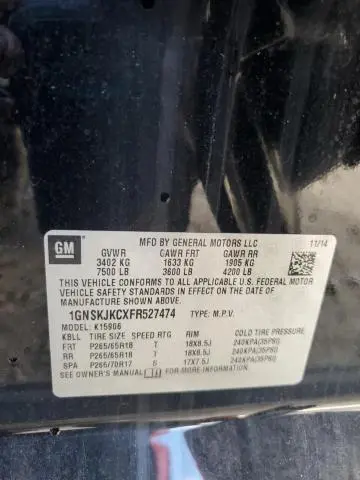 GM
MFD BY GENERAL MOTORS LLC 11/14
GVWR GAWR FRT GAWR RR
3402 KG 1633 KG 1905 KG
7500 LB 3600 LB 4200 LB
THIS VEHICLE CONFORMS TO ALL APPLICABLE U.S. FEDERAL MOTOR
VEHICLE SAFETY AND THEFT PREVENTION STANDARDS IN EFFECT ON THE DATE OF
MANUFACTURE SHOWN ABOVE.
1GNSKJKCXFR527474 TYPE: M.P.V.
MODEL: K15906
KBLL TIRE SIZE SPEED RTG RIM
FRT P265/65R18 T 18X8.5J 240KPA(35PSI)
RR P265/65R18 T 18X8.5J 240KPA(35PSI)
SPA P265/70R17 S 17X7.5J 240KPA(35PSI)
SEE OWNER'S MANUAL FOR MORE INFORMATION.